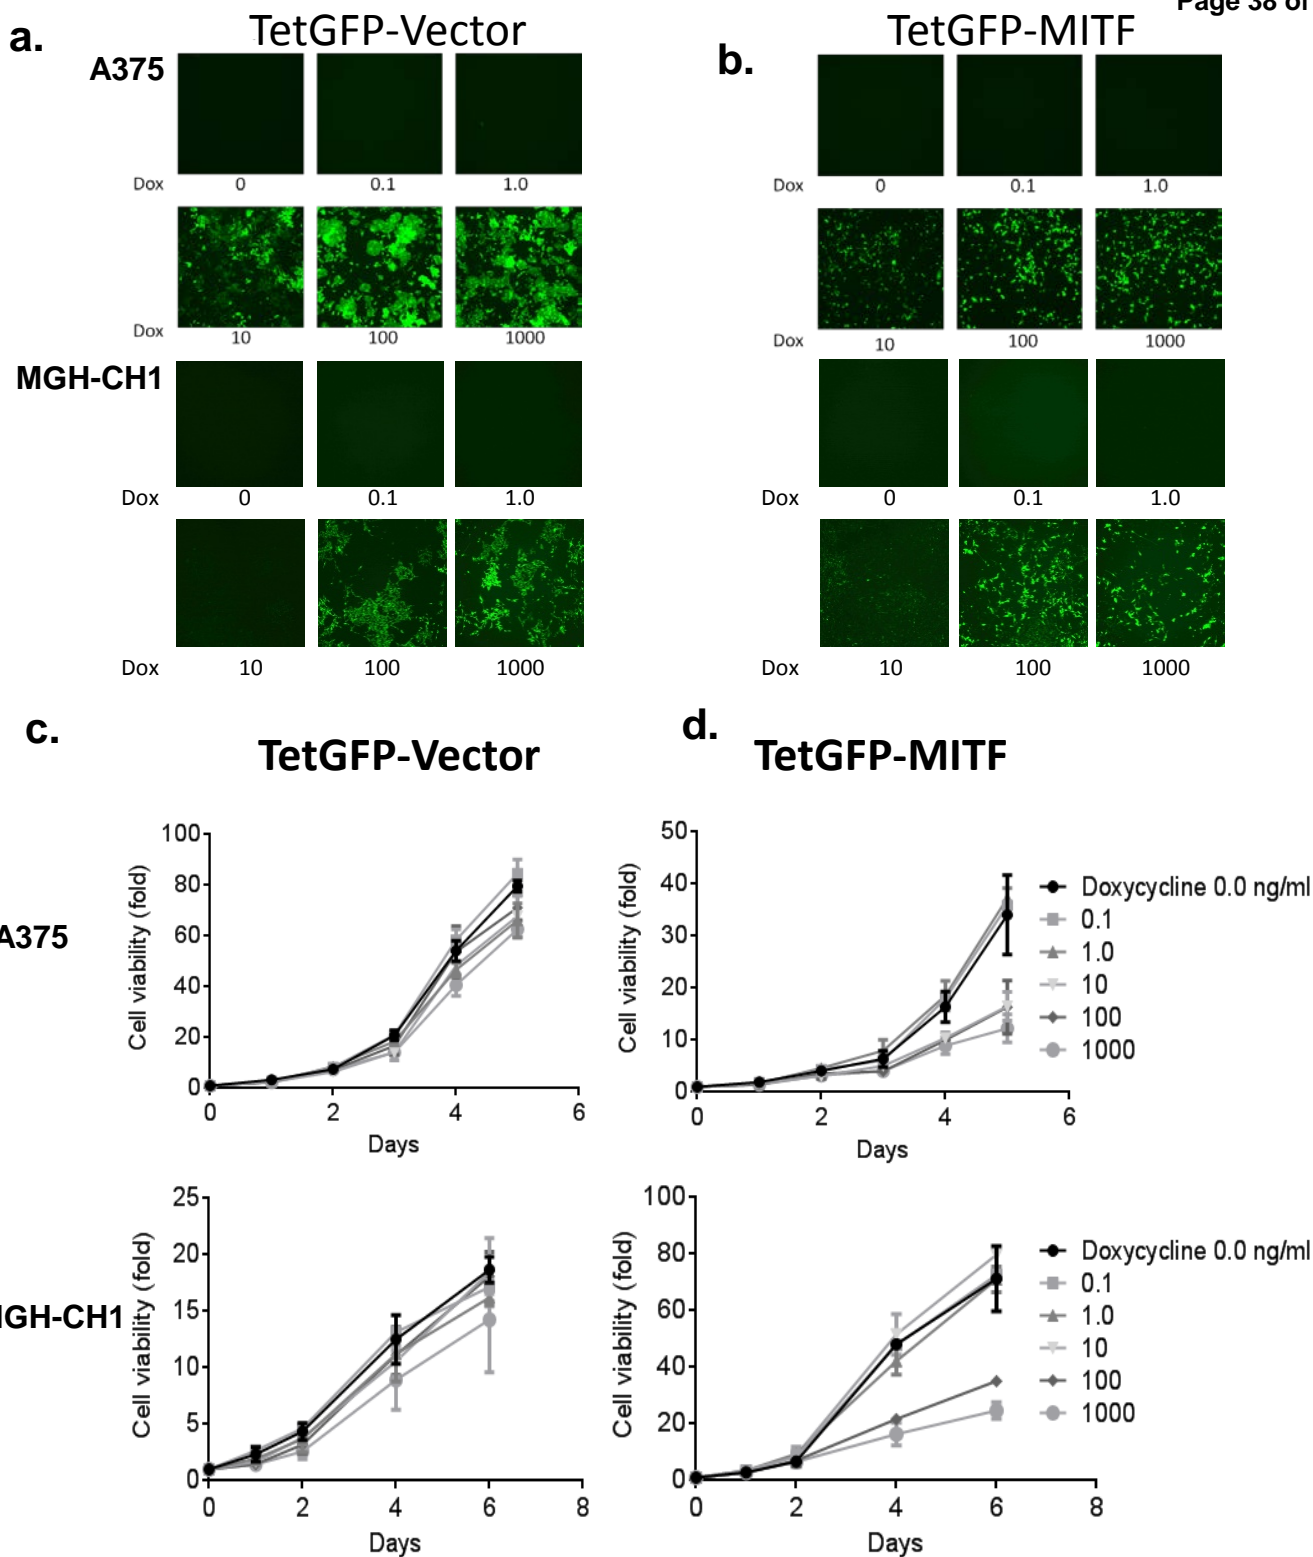 Page 38 of
a.
TetGFP-Vector
A375
Dox 0 0.1 1.0
Dox 10 100 1000
MGH-CH1
Dox 0 0.1 1.0
Dox 10 100 1000
b.
TetGFP-MITF
Dox 0 0.1 1.0
Dox 10 100 1000
Dox 0 0.1 1.0
Dox 10 100 1000
c.
TetGFP-Vector
A375
Cell viability (fold)
100
80
60
40
20
0
0 2 4 6
Days
d.
TetGFP-MITF
Cell viability (fold)
50
40
30
20
10
0
0 2 4 6
Days
Doxycycline 0.0 ng/ml
0.1
1.0
10
100
1000
IGH-CH1
Cell viability (fold)
25
20
15
10
5
0
0 2 4 6 8
Days
Cell viability (fold)
100
80
60
40
20
0
0 2 4 6 8
Days
Doxycycline 0.0 ng/ml
0.1
1.0
10
100
1000